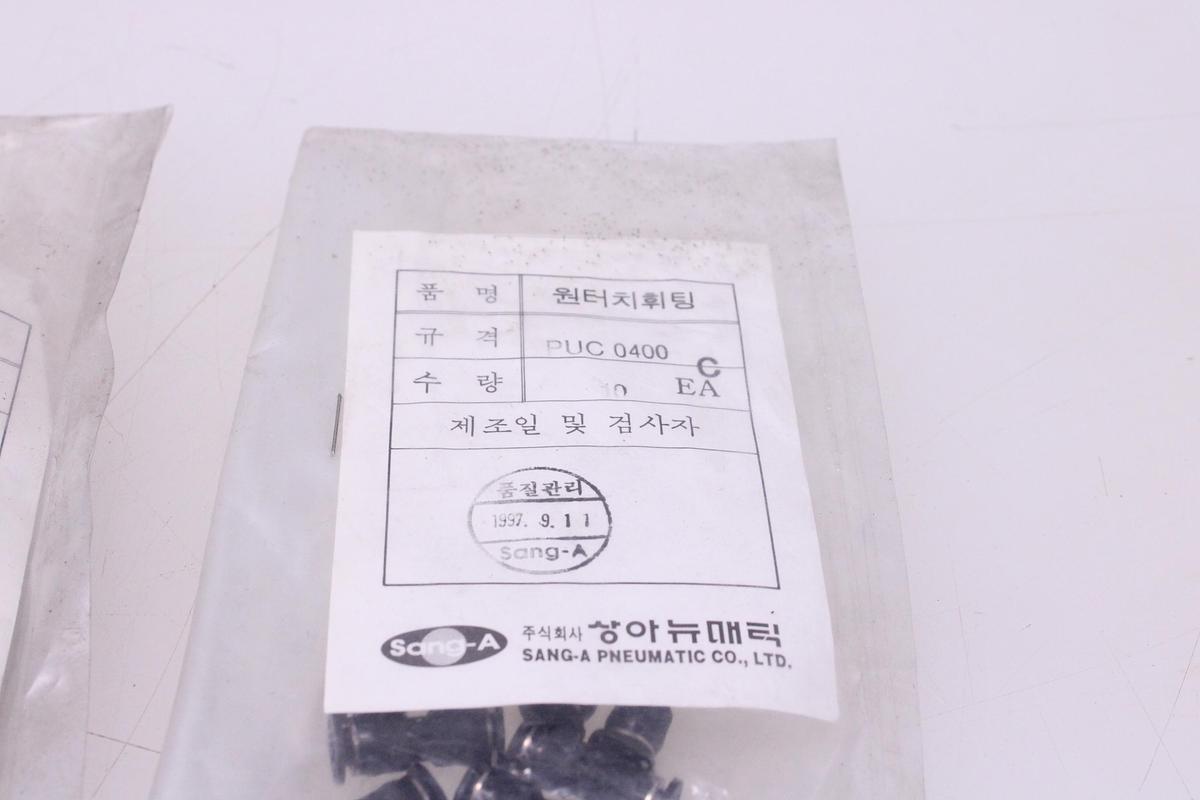 품 명 원터치휘팅
규 격 PUC 0400
C
수 량 10 EA
제조일 및 검사자
품질관리
1997. 9. 11
Sang-A
Sang-A 주식회사 상아뉴매틱
SANG-A PNEUMATIC CO., LTD.